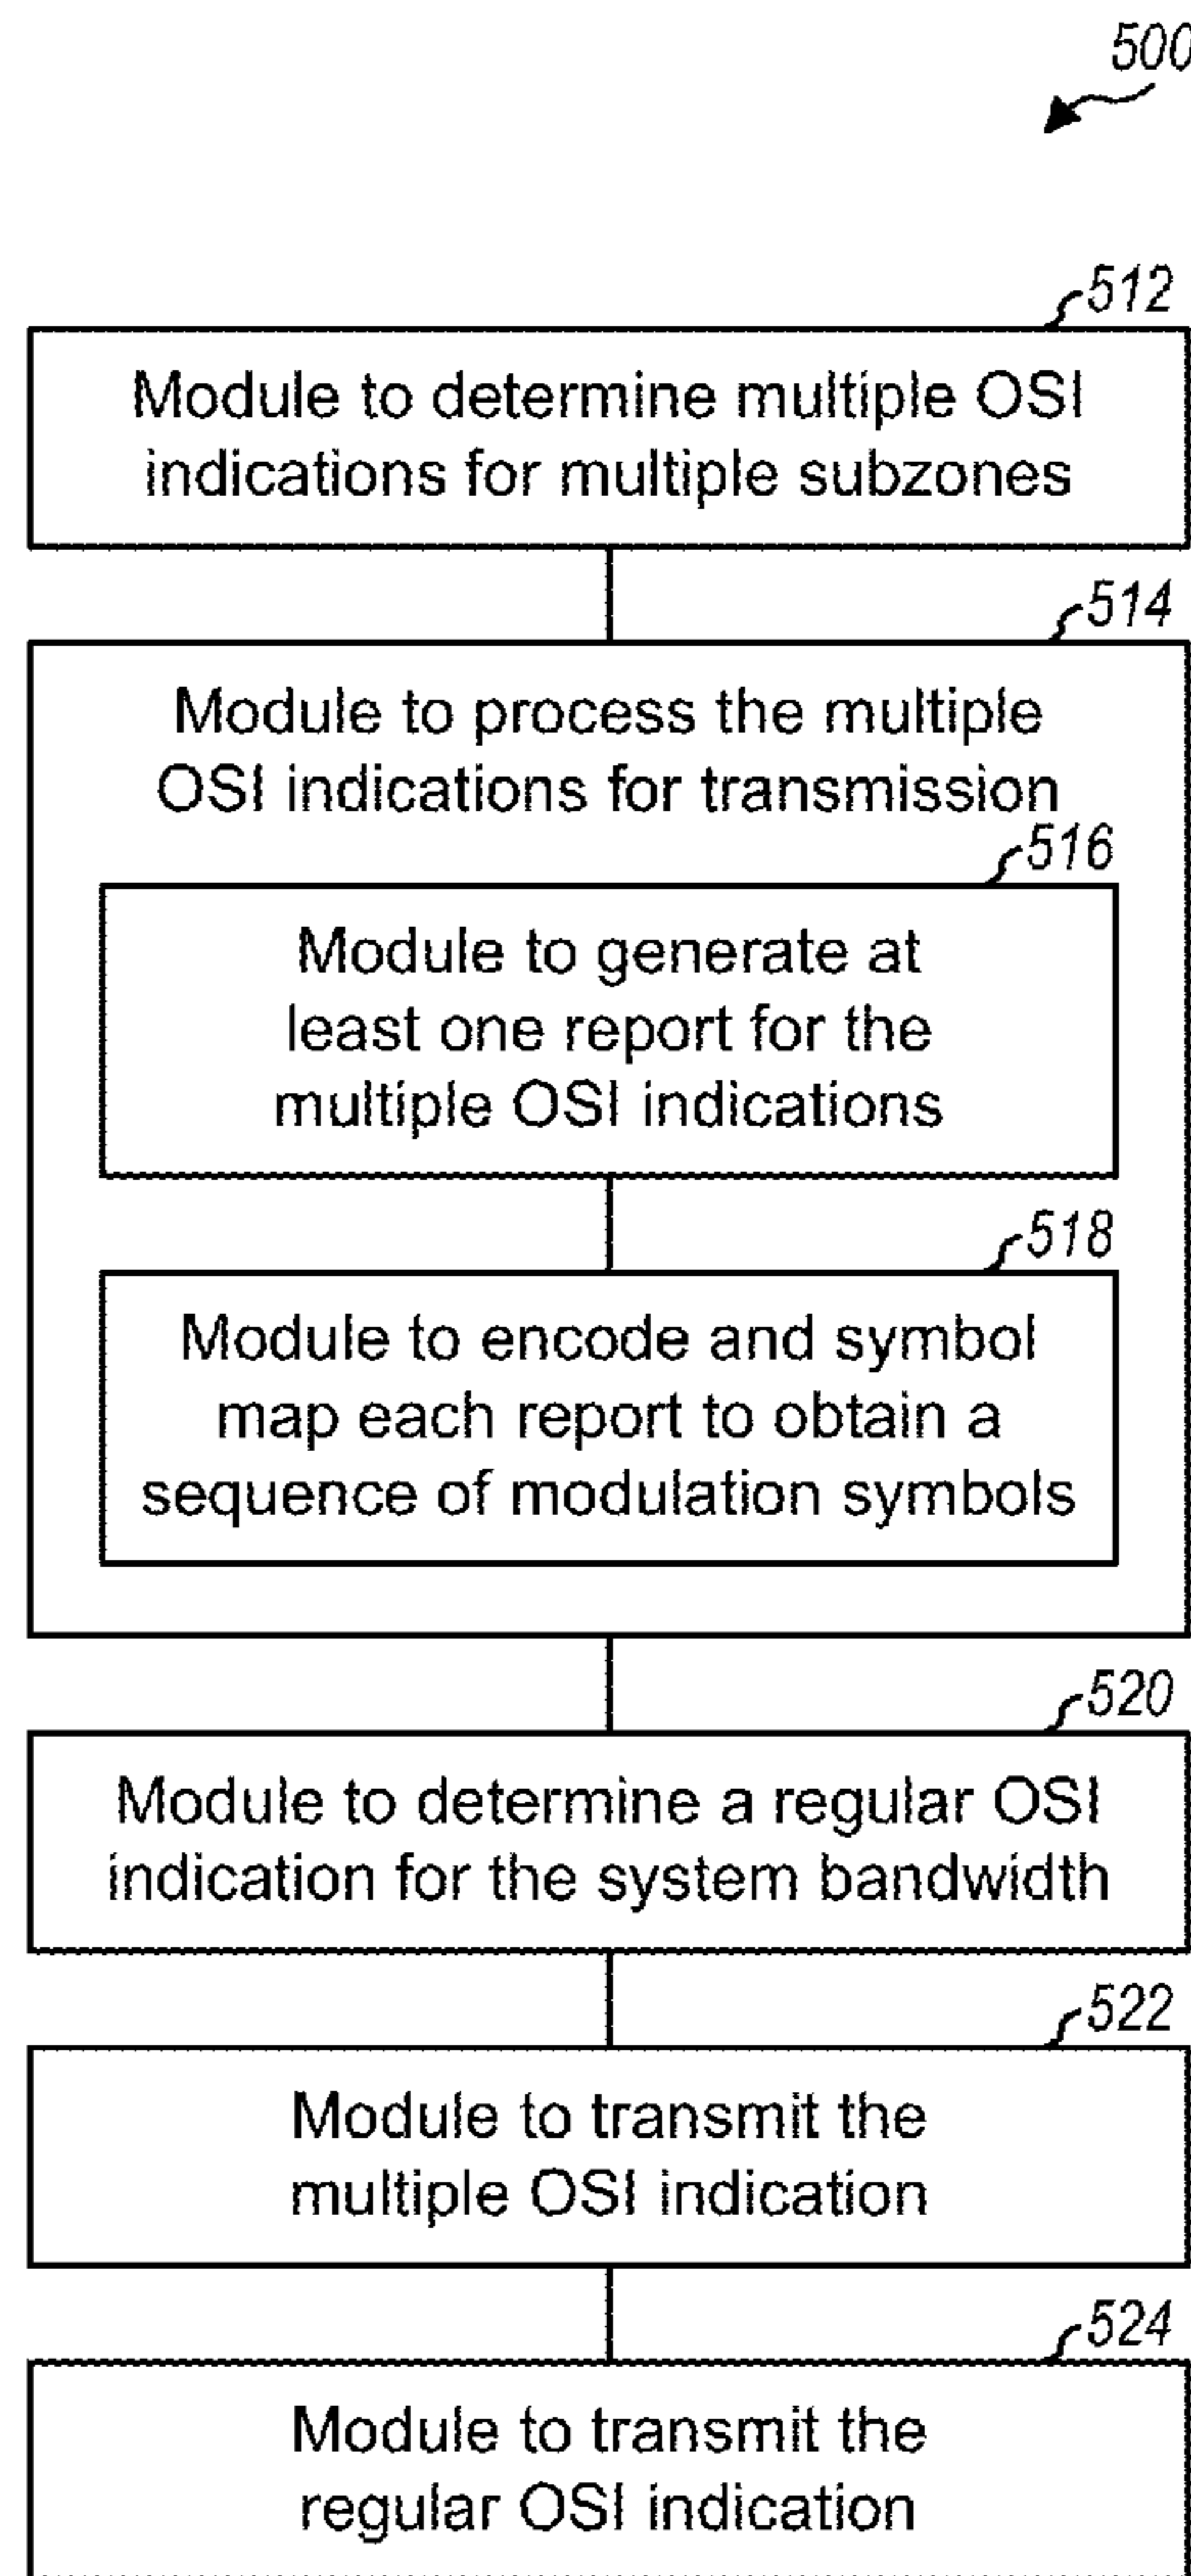 500
512
Module to determine multiple OSI
indications for multiple subzones
514
Module to process the multiple
OSI indications for transmission
516
Module to generate at
least one report for the
multiple OSI indications
518
Module to encode and symbol
map each report to obtain a
sequence of modulation symbols
520
Module to determine a regular OSI
indication for the system bandwidth
522
Module to transmit the
multiple OSI indication
524
Module to transmit the
regular OSI indication